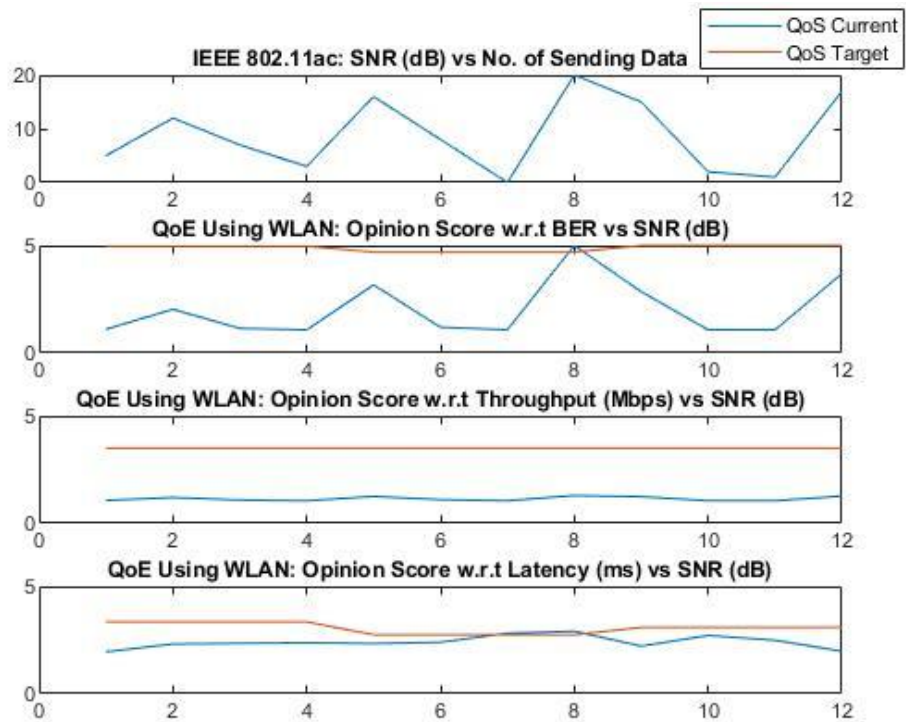 QoS Current
QoS Target
IEEE 802.11ac: SNR (dB) vs No. of Sending Data
20
10
0
0 2 4 6 8 10 12
QoE Using WLAN: Opinion Score w.r.t BER vs SNR (dB)
5
0
0 2 4 6 8 10 12
QoE Using WLAN: Opinion Score w.r.t Throughput (Mbps) vs SNR (dB)
5
0
0 2 4 6 8 10 12
QoE Using WLAN: Opinion Score w.r.t Latency (ms) vs SNR (dB)
5
0
0 2 4 6 8 10 12